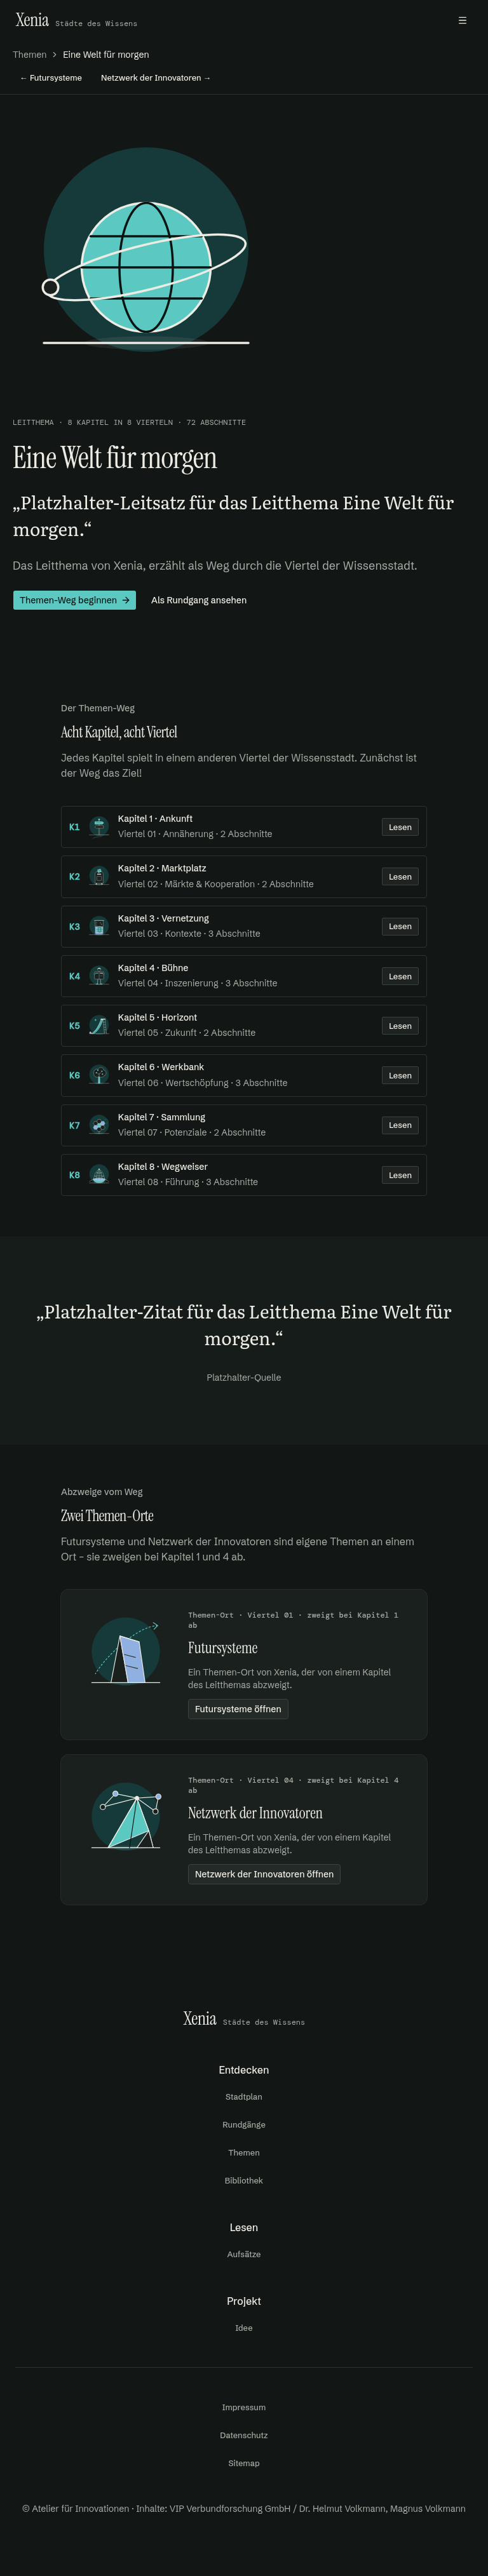 Xenia Städte des Wissens
☰
Themen > Eine Welt für morgen
← Futursysteme Netzwerk der Innovatoren →
LEITTHEMA · 8 KAPITEL IN 8 VIERTELN · 72 ABSCHNITTE
Eine Welt für morgen
„Platzhalter-Leitsatz für das Leitthema Eine Welt für
morgen.“
Das Leitthema von Xenia, erzählt als Weg durch die Viertel der Wissensstadt.
Themen-Weg beginnen → Als Rundgang ansehen
Der Themen-Weg
Acht Kapitel, acht Viertel
Jedes Kapitel spielt in einem anderen Viertel der Wissensstadt. Zunächst ist
der Weg das Ziel!
K1 Kapitel 1 · Ankunft
Viertel 01 · Annäherung · 2 Abschnitte
Lesen
K2 Kapitel 2 · Marktplatz
Viertel 02 · Märkte & Kooperation · 2 Abschnitte
Lesen
K3 Kapitel 3 · Vernetzung
Viertel 03 · Kontexte · 3 Abschnitte
Lesen
K4 Kapitel 4 · Bühne
Viertel 04 · Inszenierung · 3 Abschnitte
Lesen
K5 Kapitel 5 · Horizont
Viertel 05 · Zukunft · 2 Abschnitte
Lesen
K6 Kapitel 6 · Werkbank
Viertel 06 · Wertschöpfung · 3 Abschnitte
Lesen
K7 Kapitel 7 · Sammlung
Viertel 07 · Potenziale · 2 Abschnitte
Lesen
K8 Kapitel 8 · Wegweiser
Viertel 08 · Führung · 3 Abschnitte
Lesen
„Platzhalter-Zitat für das Leitthema Eine Welt für
morgen.“
Platzhalter-Quelle
Abzweige vom Weg
Zwei Themen-Orte
Futursysteme und Netzwerk der Innovatoren sind eigene Themen an einem
Ort – sie zweigen bei Kapitel 1 und 4 ab.
Themen-Ort · Viertel 01 · zweigt bei Kapitel 1
ab
Futursysteme
Ein Themen-Ort von Xenia, der von einem Kapitel
des Leitthemas abzweigt.
Futursysteme öffnen
Themen-Ort · Viertel 04 · zweigt bei Kapitel 4
ab
Netzwerk der Innovatoren
Ein Themen-Ort von Xenia, der von einem Kapitel
des Leitthemas abzweigt.
Netzwerk der Innovatoren öffnen
Xenia Städte des Wissens
Entdecken
Stadtplan
Rundgänge
Themen
Bibliothek
Lesen
Aufsätze
Projekt
Idee
Impressum
Datenschutz
Sitemap
© Atelier für Innovationen · Inhalte: VIP Verbundforschung GmbH / Dr. Helmut Volkmann, Magnus Volkmann